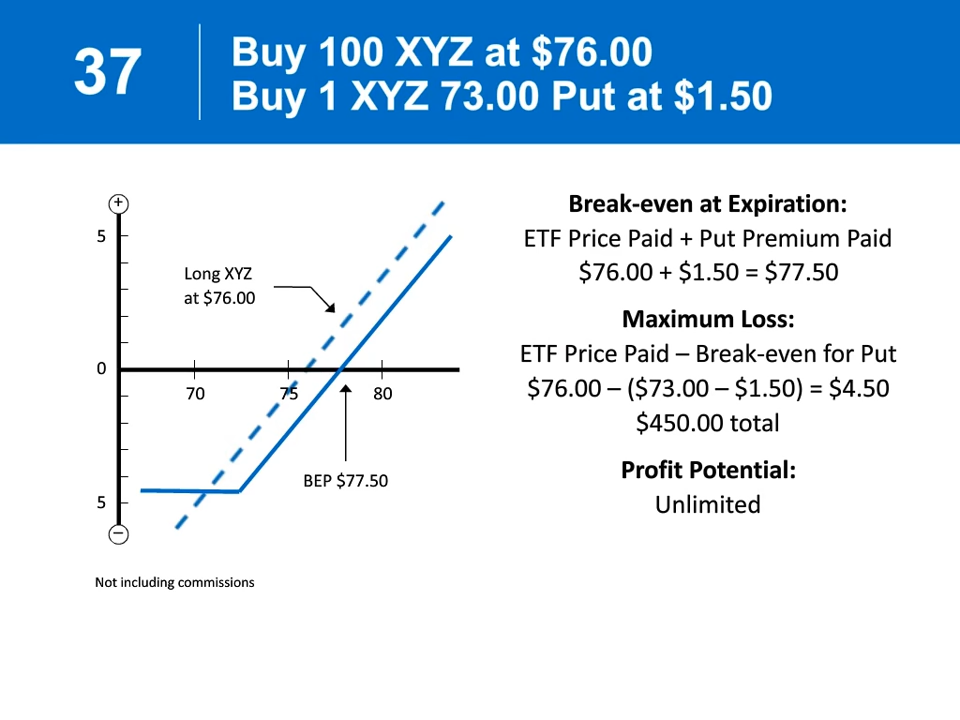 37
Buy 100 XYZ at $76.00
Buy 1 XYZ 73.00 Put at $1.50
+
5
Long XYZ
at $76.00
0
70
75
80
BEP $77.50
5
−
Not including commissions
Break-even at Expiration:
ETF Price Paid + Put Premium Paid
$76.00 + $1.50 = $77.50
Maximum Loss:
ETF Price Paid – Break-even for Put
$76.00 – ($73.00 – $1.50) = $4.50
$450.00 total
Profit Potential:
Unlimited